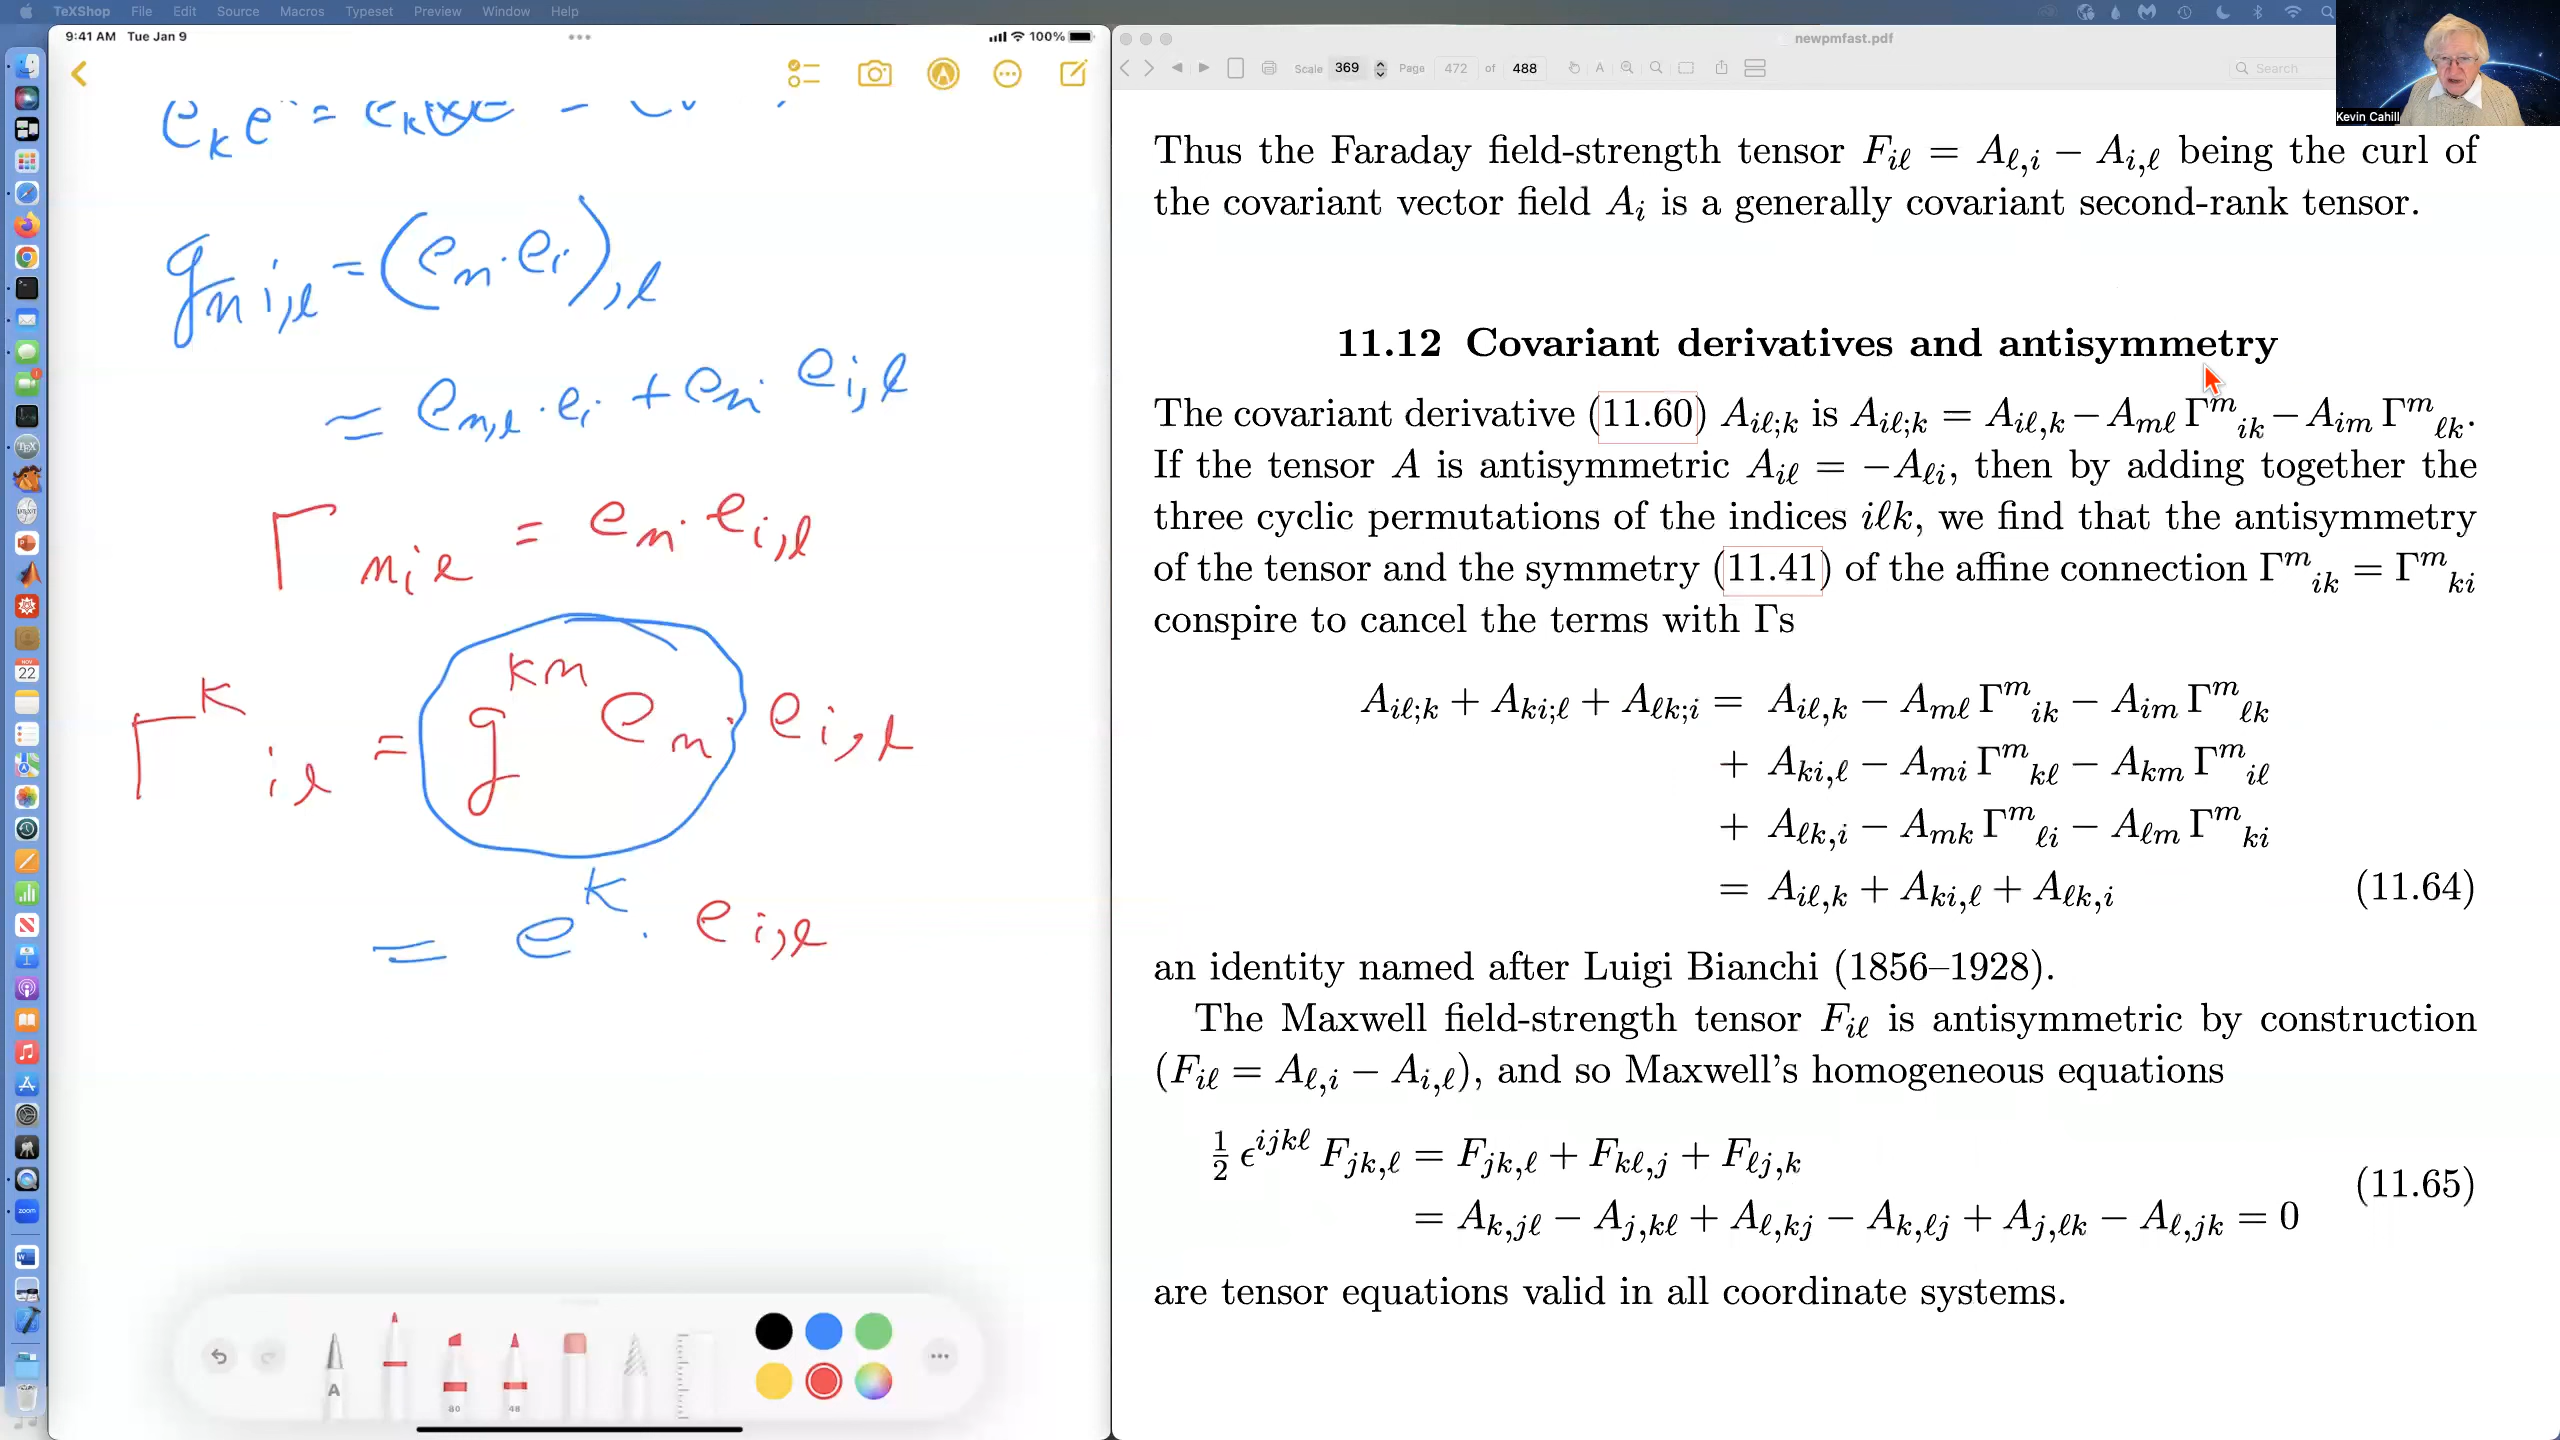 TeXShop File Edit Source Macros Typeset Preview Window Help
9:41 AM Tue Jan 9
100%
newpmfast.pdf
Scale 369 Page 472 of 488
Search
Kevin Cahill
g_{ni,ℓ} = (e_n · e_i)_{,ℓ}
= e_{n,ℓ} · e_i + e_n · e_{i,ℓ}
Γ_{niℓ} = e_n · e_{i,ℓ}
Γ^k_{iℓ} = g^{kn} e_n · e_{i,ℓ}
= e^k · e_{i,ℓ}
A
80
48
NOV
22
zoom
Thus the Faraday field-strength tensor F_{iℓ} = A_{ℓ,i} − A_{i,ℓ} being the curl of
the covariant vector field A_i is a generally covariant second-rank tensor.
11.12 Covariant derivatives and antisymmetry
The covariant derivative (11.60) A_{iℓ;k} is A_{iℓ;k} = A_{iℓ,k} − A_{mℓ} Γ^m_{ik} − A_{im} Γ^m_{ℓk}.
If the tensor A is antisymmetric A_{iℓ} = −A_{ℓi}, then by adding together the
three cyclic permutations of the indices iℓk, we find that the antisymmetry
of the tensor and the symmetry (11.41) of the affine connection Γ^m_{ik} = Γ^m_{ki}
conspire to cancel the terms with Γs
A_{iℓ;k} + A_{ki;ℓ} + A_{ℓk;i} = A_{iℓ,k} − A_{mℓ} Γ^m_{ik} − A_{im} Γ^m_{ℓk}
+ A_{ki,ℓ} − A_{mi} Γ^m_{kℓ} − A_{km} Γ^m_{iℓ}
+ A_{ℓk,i} − A_{mk} Γ^m_{ℓi} − A_{ℓm} Γ^m_{ki}
= A_{iℓ,k} + A_{ki,ℓ} + A_{ℓk,i} (11.64)
an identity named after Luigi Bianchi (1856–1928).
The Maxwell field-strength tensor F_{iℓ} is antisymmetric by construction
(F_{iℓ} = A_{ℓ,i} − A_{i,ℓ}), and so Maxwell's homogeneous equations
½ ϵ^{ijkℓ} F_{jk,ℓ} = F_{jk,ℓ} + F_{kℓ,j} + F_{ℓj,k}
= A_{k,jℓ} − A_{j,kℓ} + A_{ℓ,kj} − A_{k,ℓj} + A_{j,ℓk} − A_{ℓ,jk} = 0 (11.65)
are tensor equations valid in all coordinate systems.